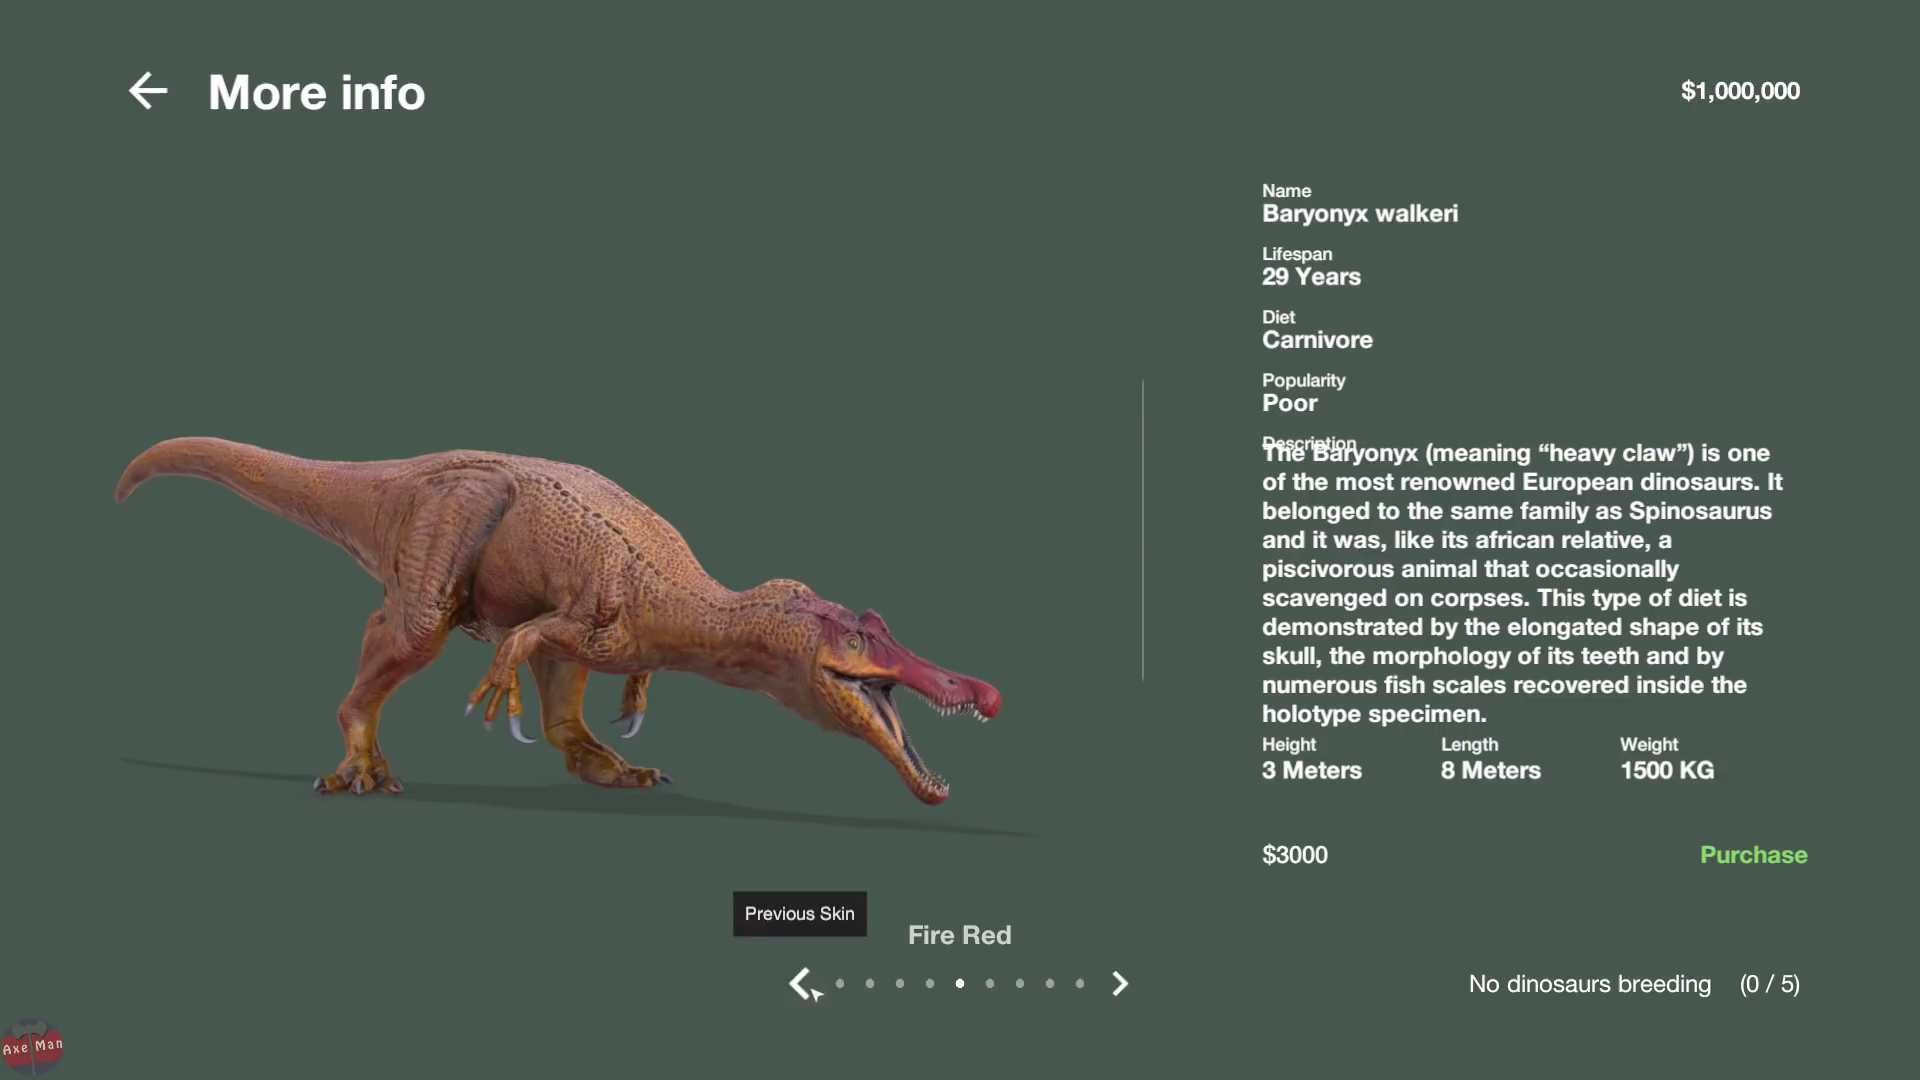 More info
$1,000,000
Name
Baryonyx walkeri
Lifespan
29 Years
Diet
Carnivore
Popularity
Poor
Description
The Baryonyx (meaning “heavy claw”) is one
of the most renowned European dinosaurs. It
belonged to the same family as Spinosaurus
and it was, like its african relative, a
piscivorous animal that occasionally
scavenged on corpses. This type of diet is
demonstrated by the elongated shape of its
skull, the morphology of its teeth and by
numerous fish scales recovered inside the
holotype specimen.
Height Length Weight
3 Meters 8 Meters 1500 KG
$3000 Purchase
Previous Skin
Fire Red
No dinosaurs breeding (0 / 5)
Axe Man